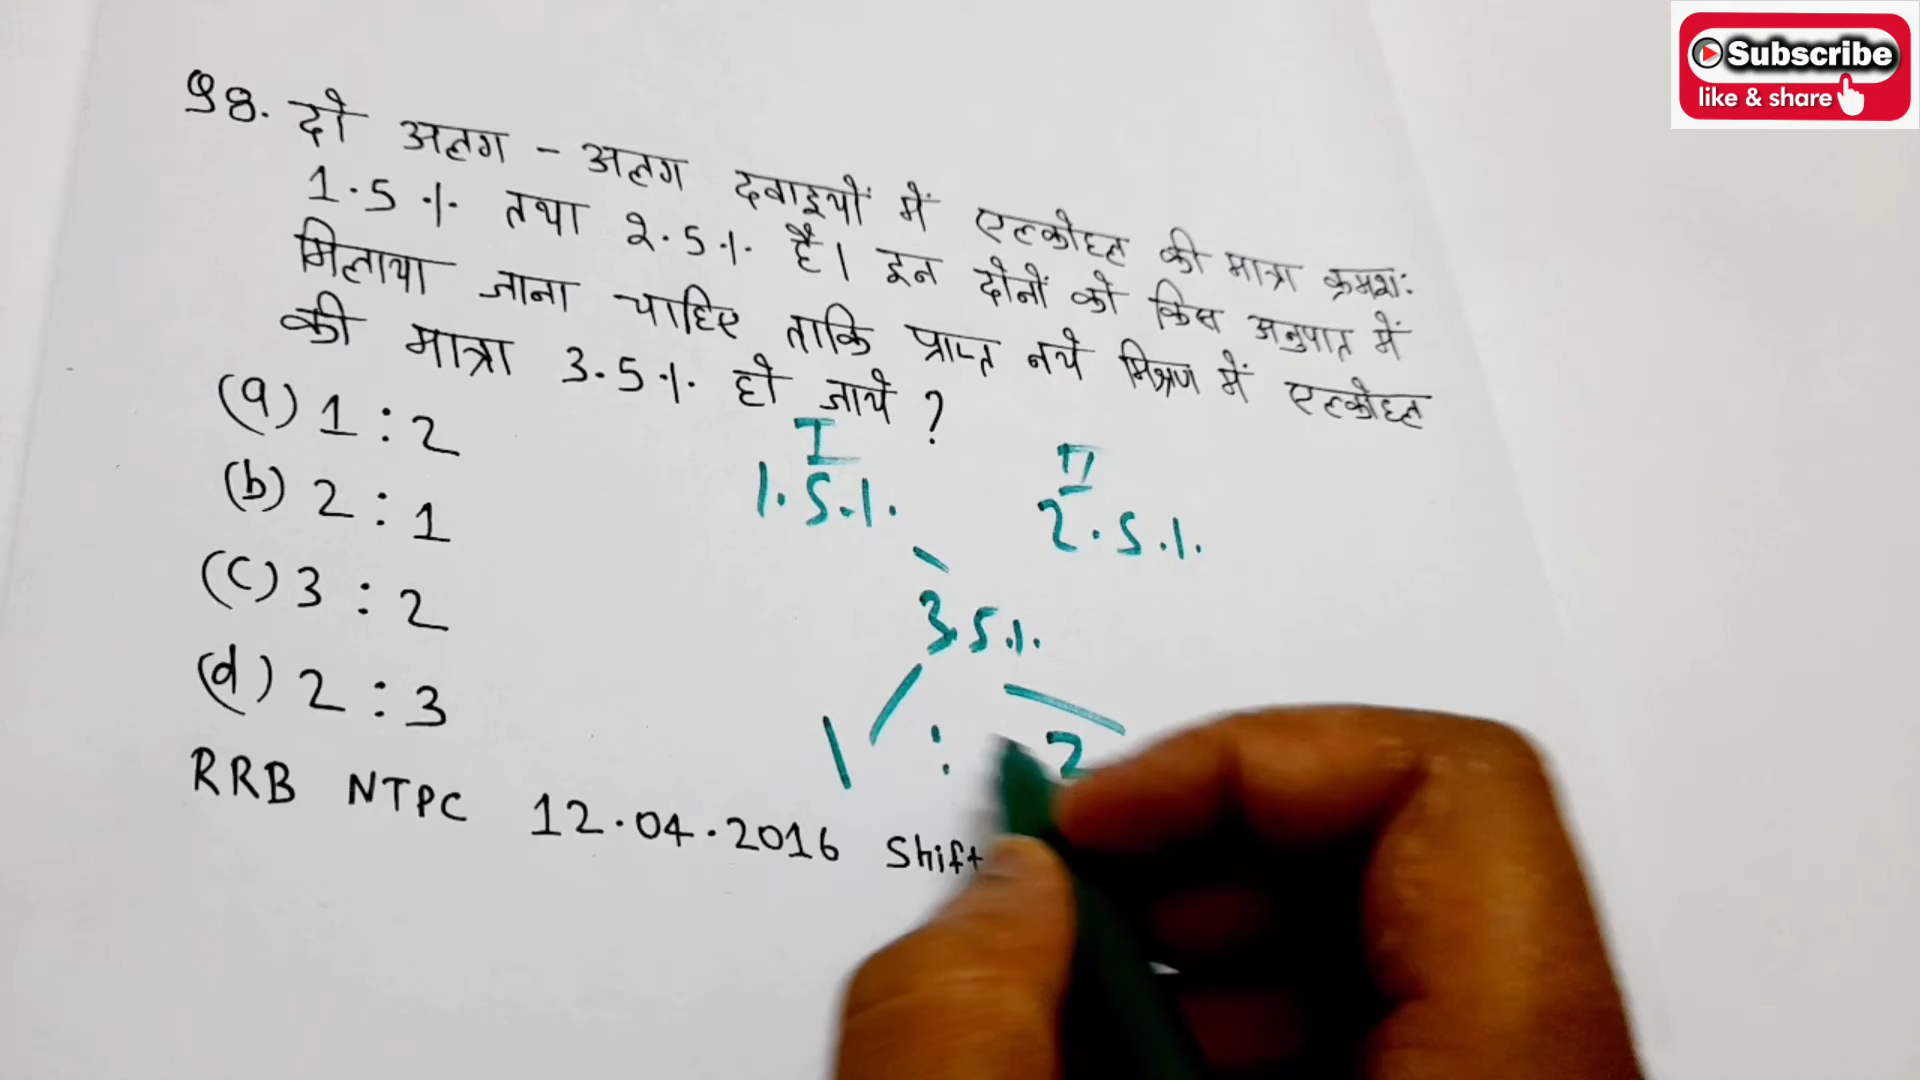 98. दो अलग - अलग दवाइयों में एल्कोहल की मात्रा क्रमशः
1.5% तथा 2.5% है। इन दोनों को किस अनुपात में
मिलाया जाना चाहिए ताकि प्राप्त नये मिश्रण में एल्कोहल
की मात्रा 3.5% हो जाये ?
(a) 1 : 2
(b) 2 : 1
(c) 3 : 2
(d) 2 : 3
RRB NTPC 12.04.2016 Shift
I II
1.5% 2.5%
3.5%
1 : 2
Subscribe
like & share